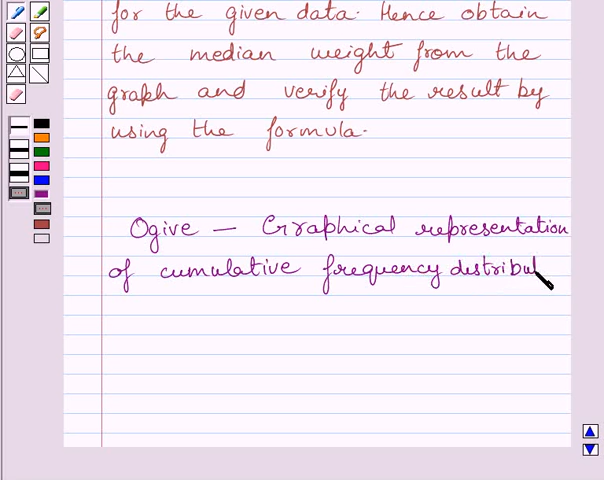 for the given data. Hence obtain
the median weight from the
graph and verify the result by
using the formula.
Ogive — Graphical representation
of cumulative frequency distribu